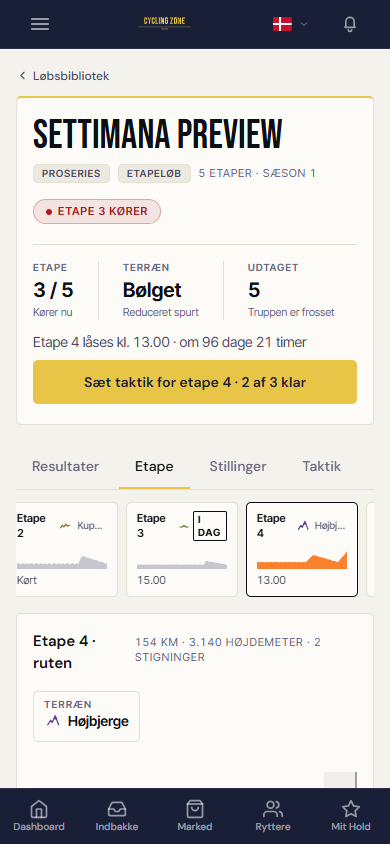 CYCLING ZONE
Løbsbibliotek
SETTIMANA PREVIEW
PROSERIES ETAPELØB 5 ETAPER · SÆSON 1
ETAPE 3 KØRER
ETAPE TERRÆN UDTAGET
3 / 5 Bølget 5
Kører nu Reduceret spurt Truppen er frosset
Etape 4 låses kl. 13.00 · om 96 dage 21 timer
Sæt taktik for etape 4 · 2 af 3 klar
Resultater Etape Stillinger Taktik
Etape 2 Kup...
Kørt
Etape 3 I DAG
15.00
Etape 4 Højbj...
13.00
Etape 4 ·
ruten
154 KM · 3.140 HØJDEMETER · 2
STIGNINGER
TERRÆN
Højbjerge
Dashboard Indbakke Marked Ryttere Mit Hold